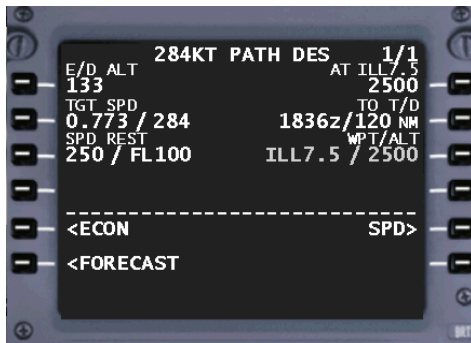 284KT PATH DES 1/1
E/D ALT AT ILL7.5
133 2500
TGT SPD TO T/D
0.773 / 284 1836z/120 NM
SPD REST WPT/ALT
250 / FL100 ILL7.5 / 2500
------------------------
<ECON SPD>
<FORECAST
BRT